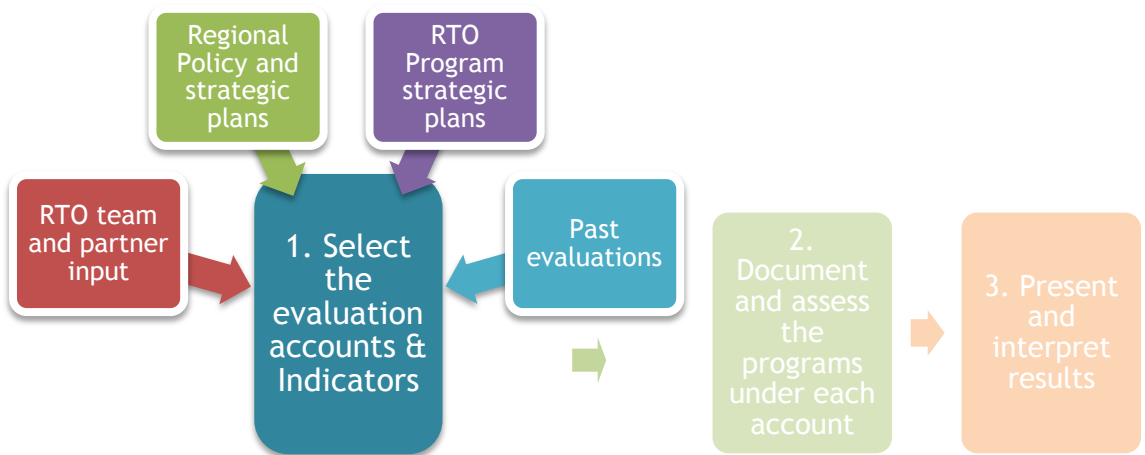 Regional
Policy and
strategic
plans
RTO
Program
strategic
plans
RTO team
and partner
input
1. Select
the
evaluation
accounts &
Indicators
Past
evaluations
2.
Document
and assess
the
programs
under each
account
3. Present
and
interpret
results